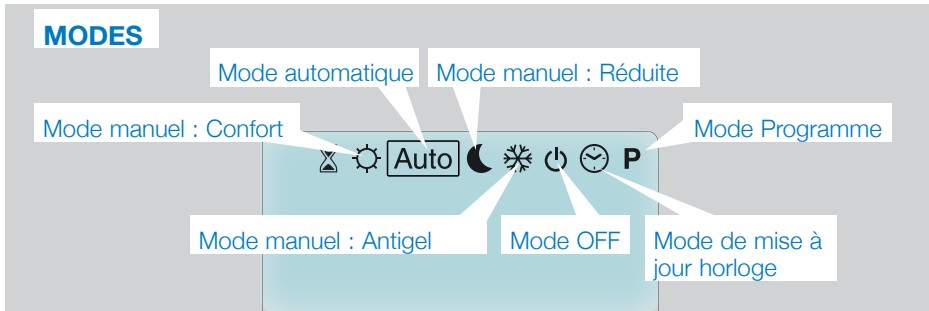 MODES
Mode automatique
Mode manuel : Réduite
Mode manuel : Confort
Mode Programme
Auto
P
Mode manuel : Antigel
Mode OFF
Mode de mise à
jour horloge